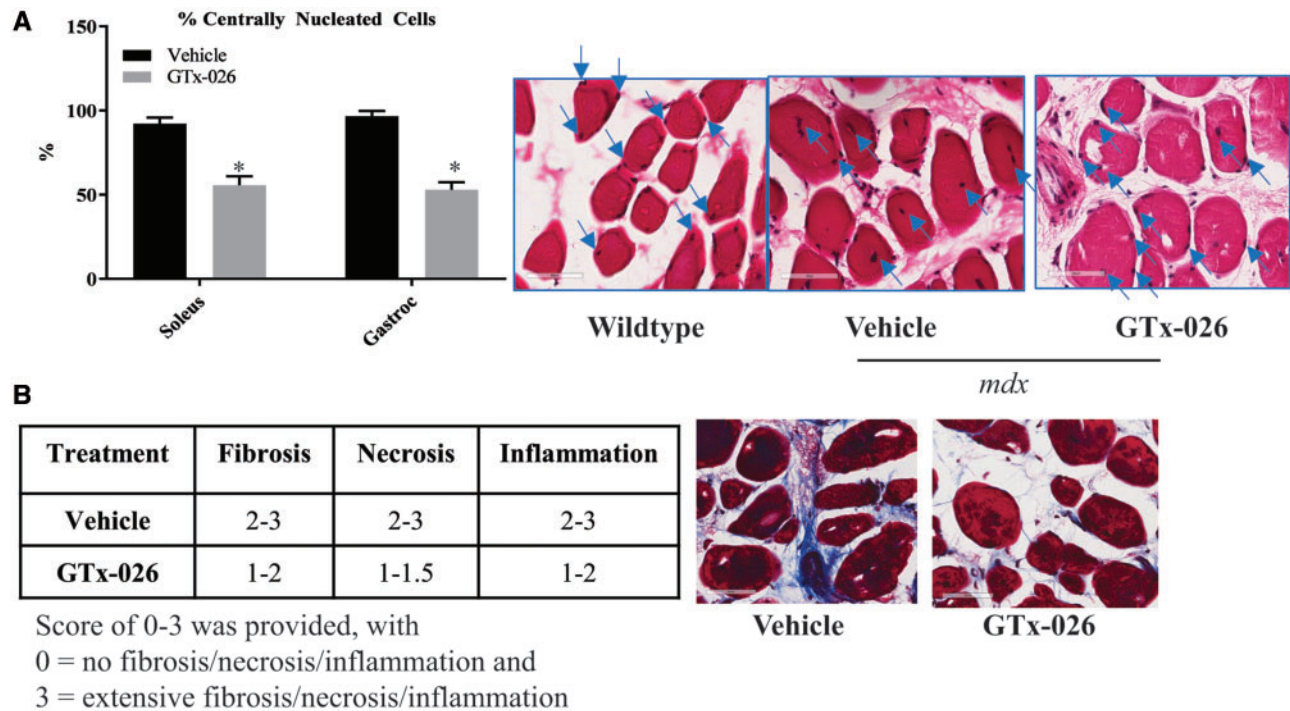 A
% Centrally Nucleated Cells
Vehicle
GTx-026
150
100
50
0
%
*
*
Soleus
Gastroc
Wildtype
Vehicle
GTx-026
mdx
B
Treatment Fibrosis Necrosis Inflammation
Vehicle 2-3 2-3 2-3
GTx-026 1-2 1-1.5 1-2
Score of 0-3 was provided, with
0 = no fibrosis/necrosis/inflammation and
3 = extensive fibrosis/necrosis/inflammation
Vehicle
GTx-026